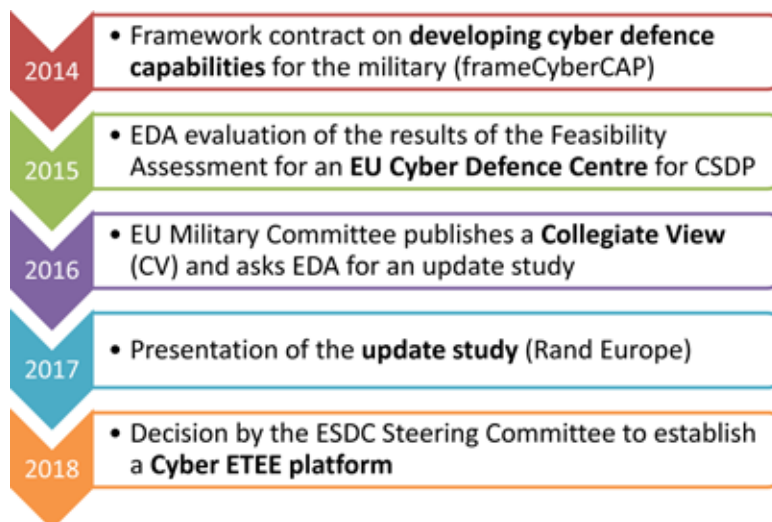 2014
• Framework contract on developing cyber defence
capabilities for the military (frameCyberCAP)
2015
• EDA evaluation of the results of the Feasibility
Assessment for an EU Cyber Defence Centre for CSDP
2016
• EU Military Committee publishes a Collegiate View
(CV) and asks EDA for an update study
2017
• Presentation of the update study (Rand Europe)
2018
• Decision by the ESDC Steering Committee to establish
a Cyber ETEE platform